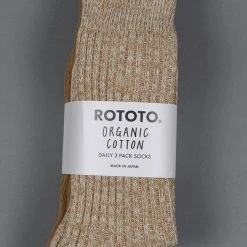 ROTOTO®
ORGANIC
COTTON
DAILY 3 PACK SOCKS
MADE IN JAPAN